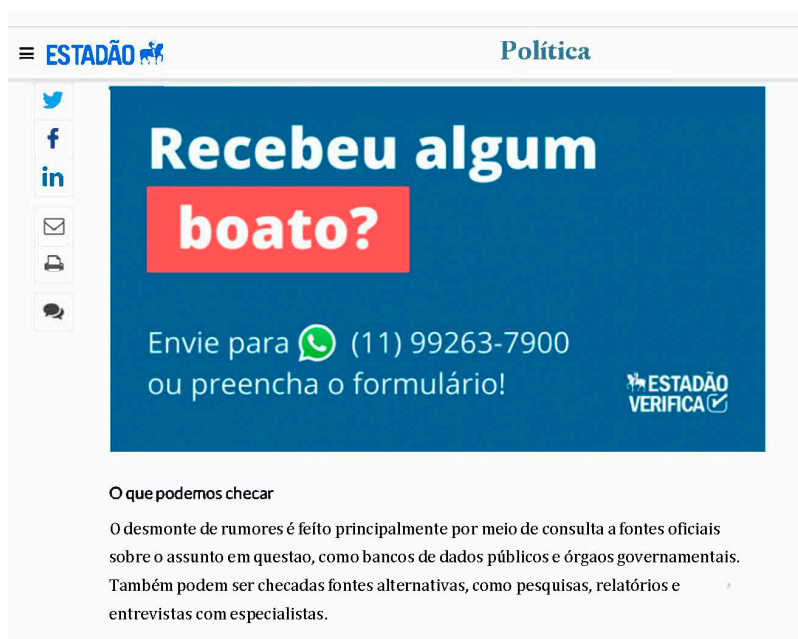 ESTADÃO
Política
Recebeu algum
boato?
Envie para (11) 99263-7900
ou preencha o formulário!
ESTADÃO
VERIFICA
O que podemos checar
O desmonte de rumores é feíto principalmente por meio de consulta a fontes oficiais
sobre o assunto em questao, como bancos de dados públicos e órgaos governamentais.
Também podem ser checadas fontes alternativas, como pesquisas, relatórios e
entrevistas com especialistas.